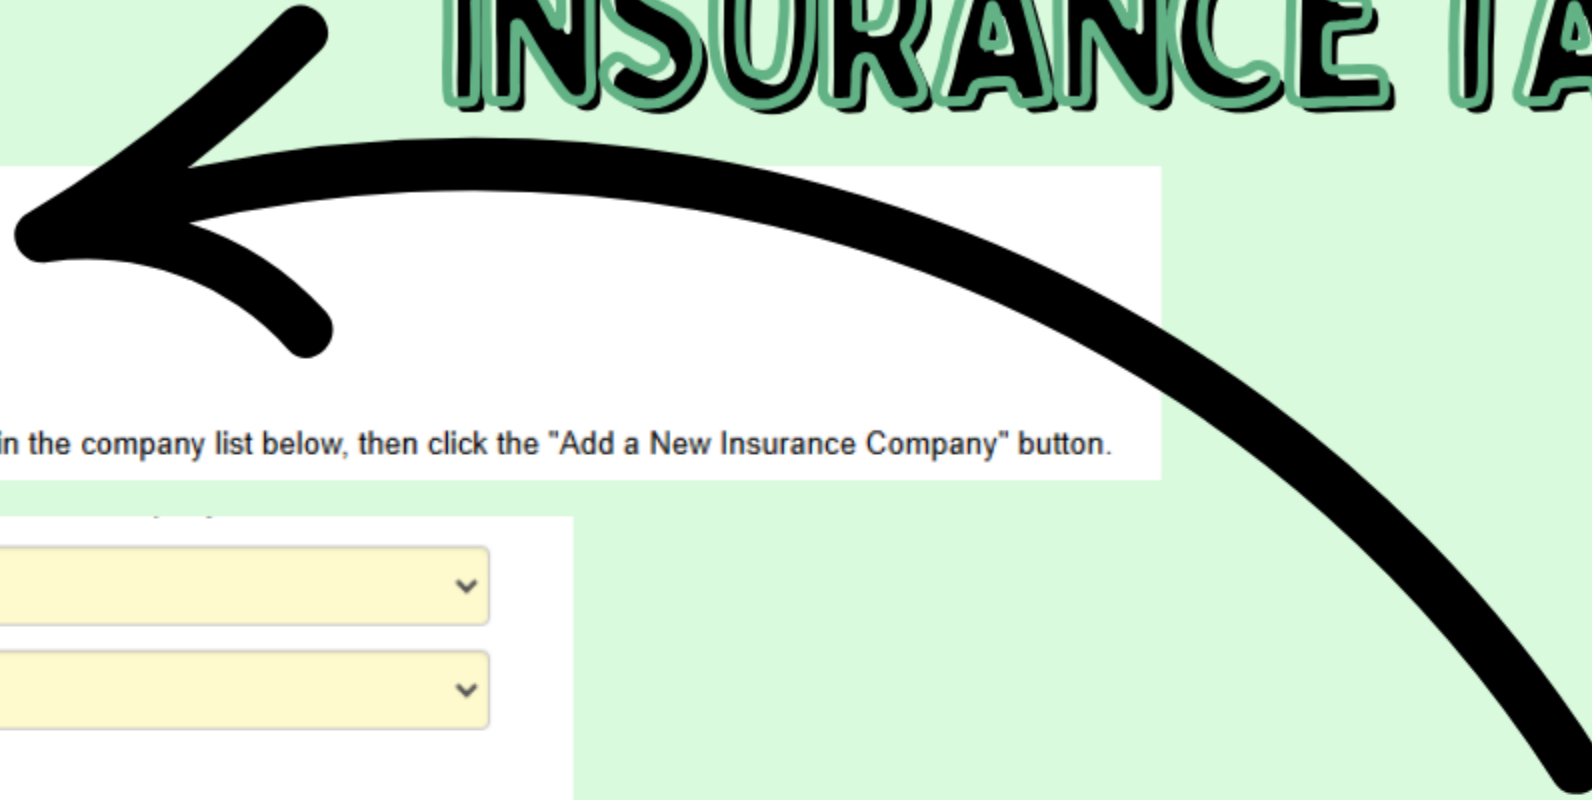 INSURANCE TA
in the company list below, then click the "Add a New Insurance Company" button.